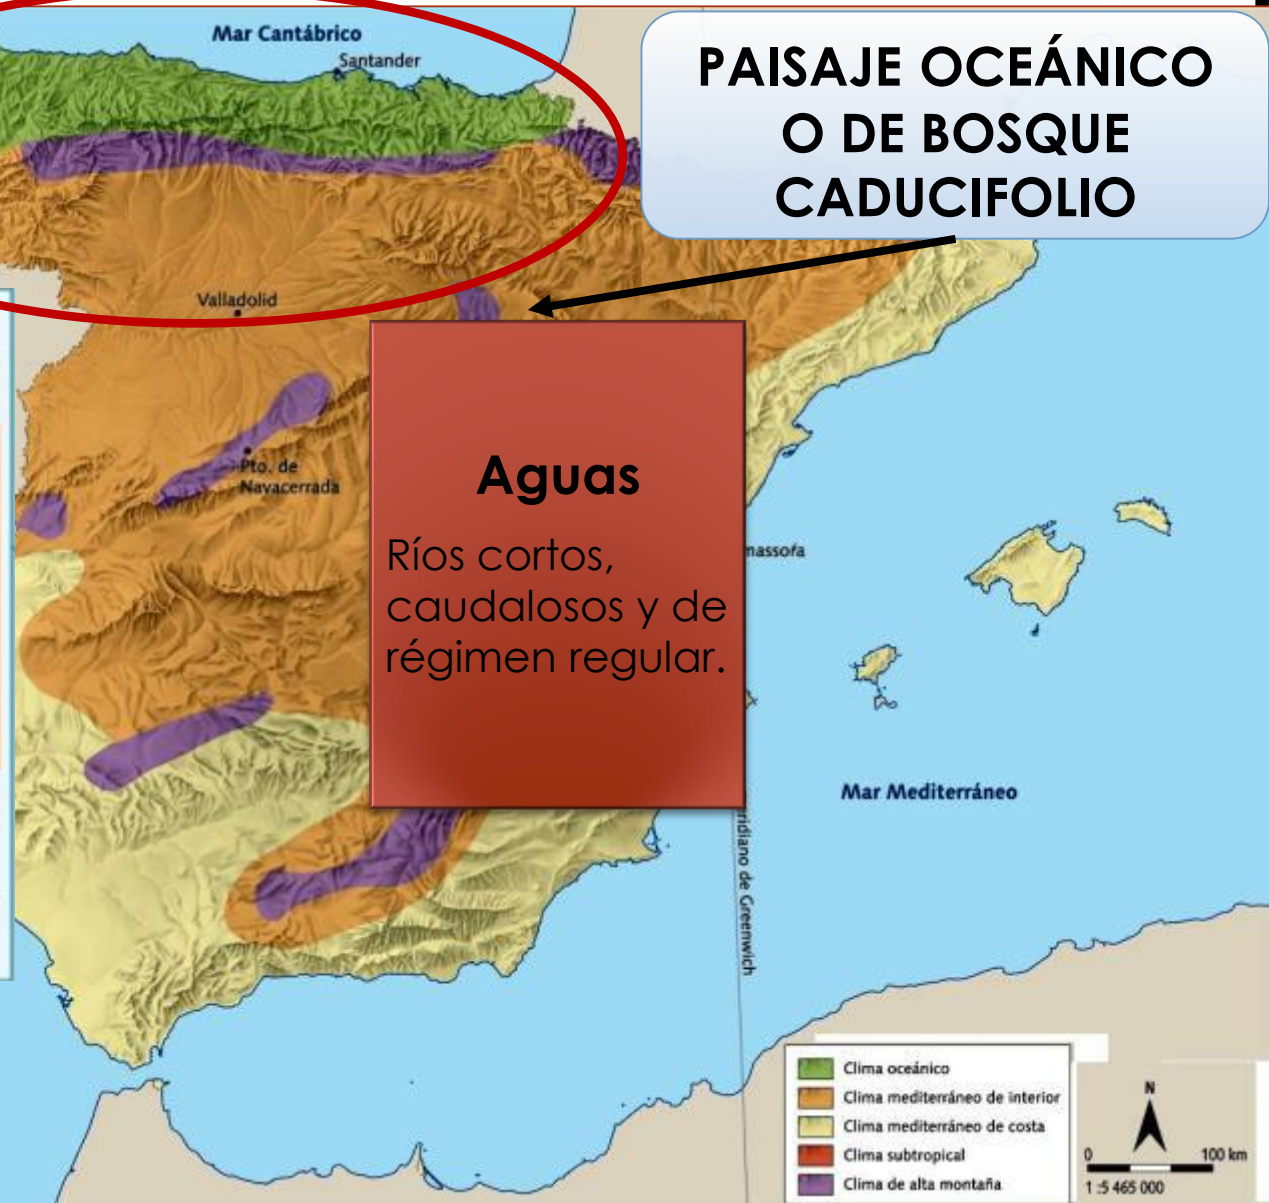 Mar Cantábrico
Santander
PAISAJE OCEÁNICO
O DE BOSQUE
CADUCIFOLIO
Valladolid
Pto. de
Navacerrada
Aguas
Ríos cortos,
caudalosos y de
régimen regular.
massora
Mar Mediterráneo
eridiano de Greenwich
Clima oceánico
Clima mediterráneo de interior
Clima mediterráneo de costa
Clima subtropical
Clima de alta montaña
N
0 100 km
1 :5 465 000